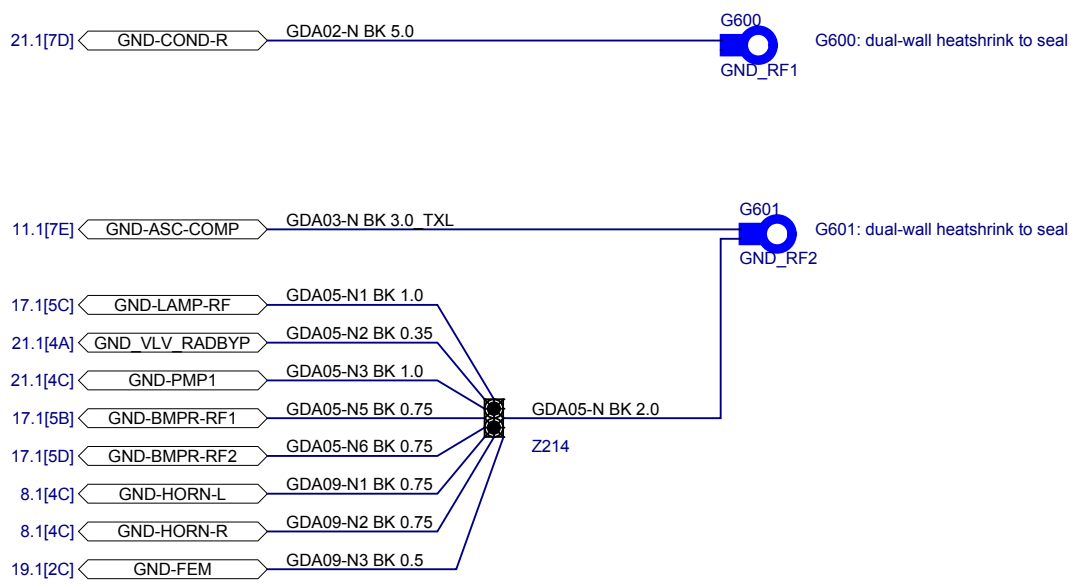 G600
21.1[7D] GND-COND-R GDA02-N BK 5.0 G600: dual-wall heatshrink to seal
GND_RF1
G601
11.1[7E] GND-ASC-COMP GDA03-N BK 3.0_TXL G601: dual-wall heatshrink to seal
GND_RF2
17.1[5C] GND-LAMP-RF GDA05-N1 BK 1.0
21.1[4A] GND_VLV_RADBYP GDA05-N2 BK 0.35
21.1[4C] GND-PMP1 GDA05-N3 BK 1.0
17.1[5B] GND-BMPR-RF1 GDA05-N5 BK 0.75 GDA05-N BK 2.0
17.1[5D] GND-BMPR-RF2 GDA05-N6 BK 0.75 Z214
8.1[4C] GND-HORN-L GDA09-N1 BK 0.75
8.1[4C] GND-HORN-R GDA09-N2 BK 0.75
19.1[2C] GND-FEM GDA09-N3 BK 0.5